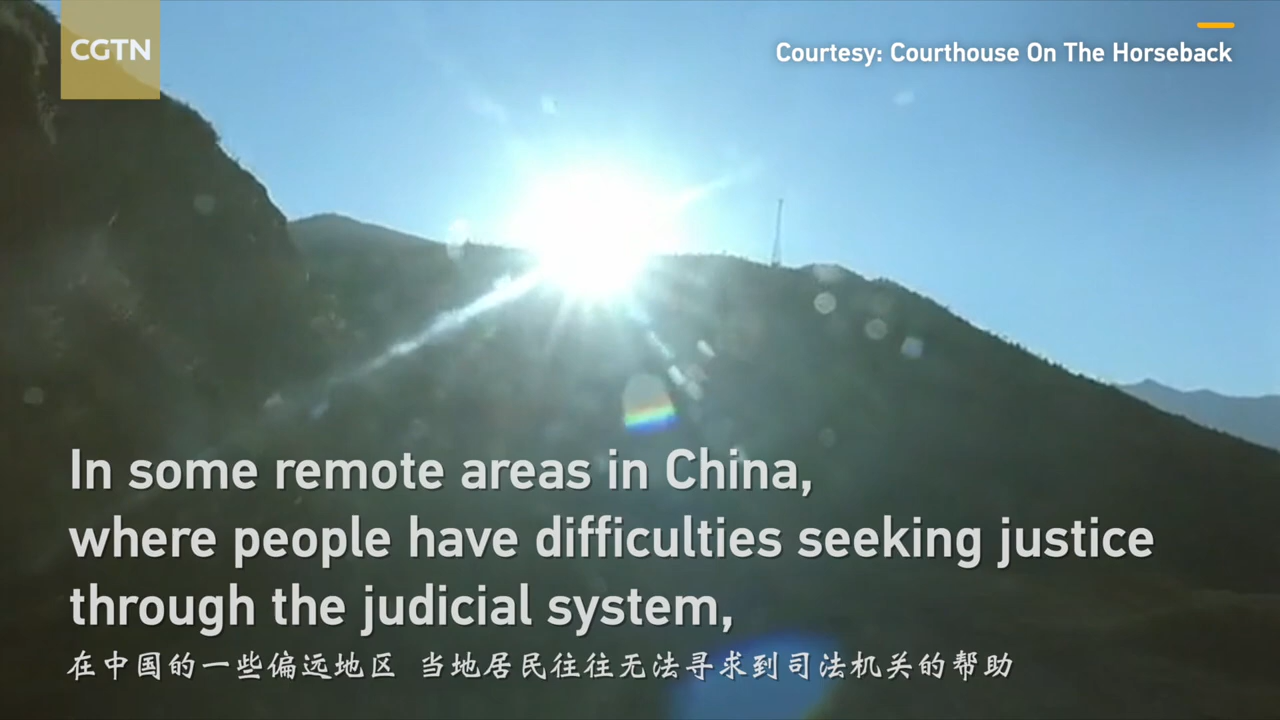 CGTN
Courtesy: Courthouse On The Horseback
In some remote areas in China,
where people have difficulties seeking justice
through the judicial system,
在中国的一些偏远地区 当地居民往往无法寻求到司法机关的帮助